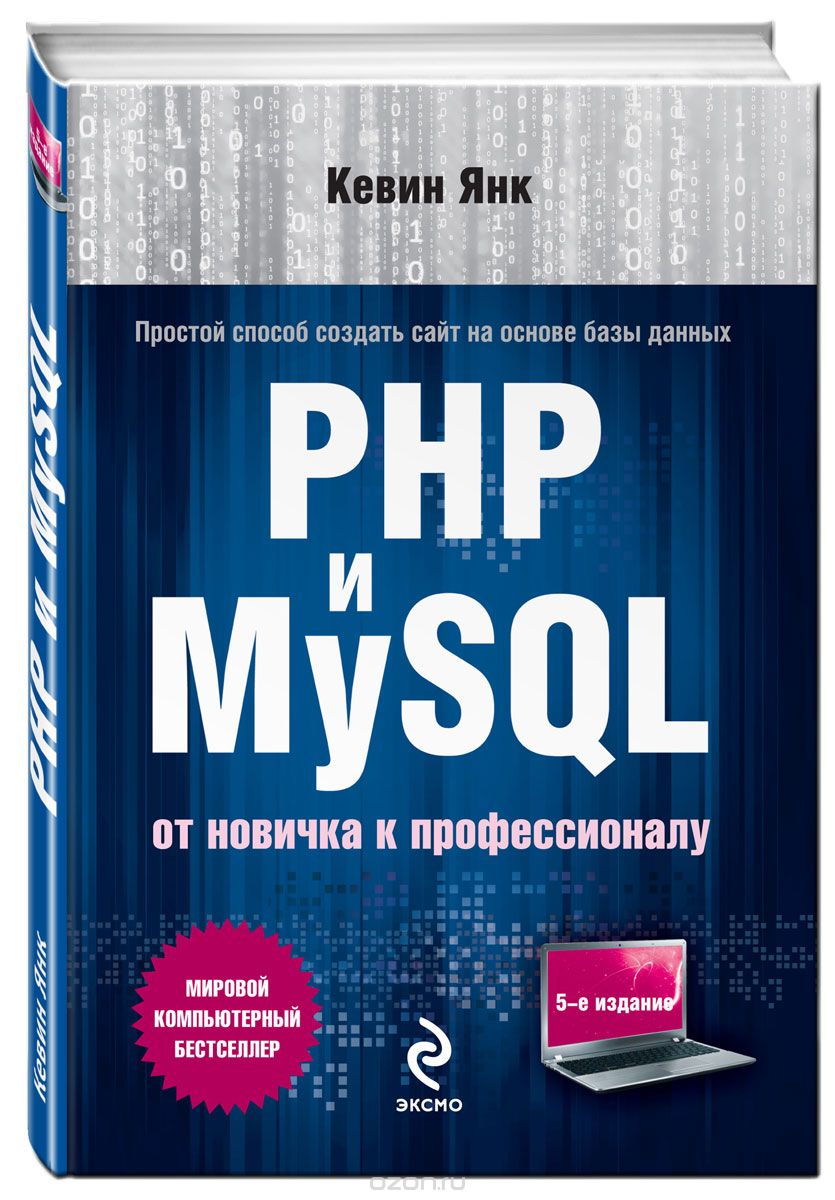 Кевин Янк
Простой способ создать сайт на основе базы данных
PHP
и
MySQL
от новичка к профессионалу
МИРОВОЙ
КОМПЬЮТЕРНЫЙ
БЕСТСЕЛЛЕР
5-е издание
ЭКСМО
PHP и MySQL
Кевин Янк
ozon.ru